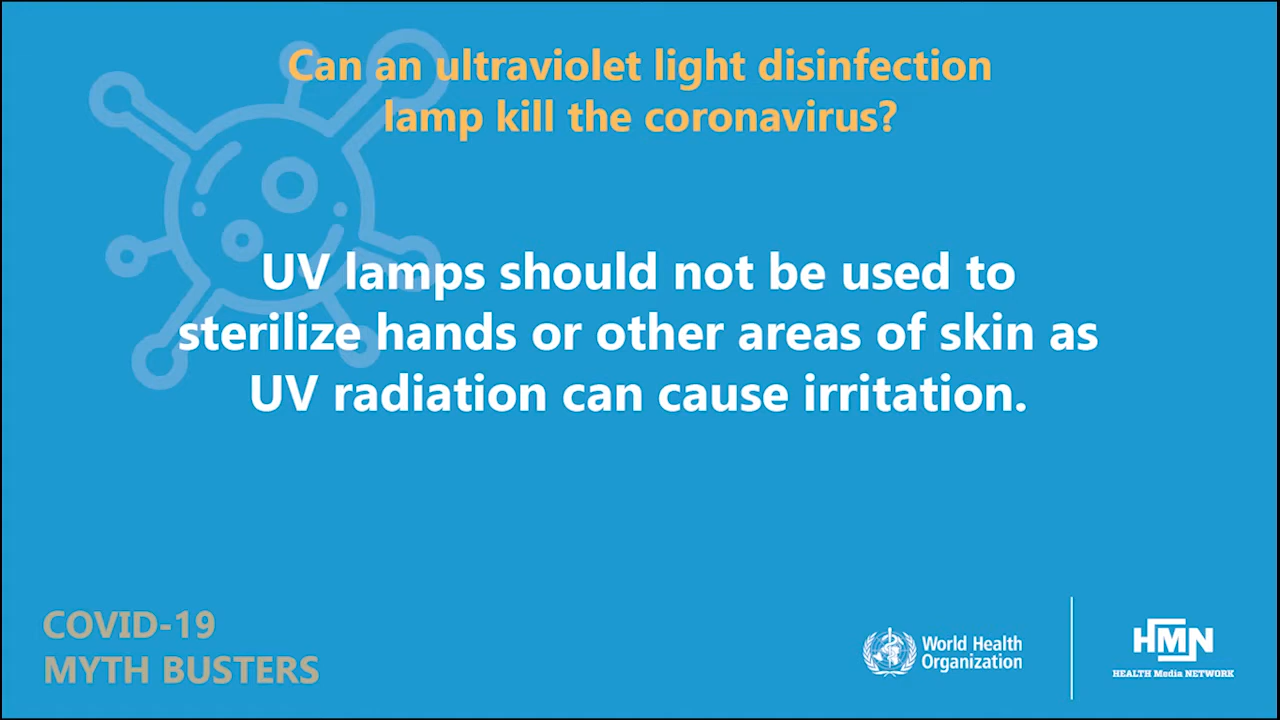 Can an ultraviolet light disinfection
lamp kill the coronavirus?
UV lamps should not be used to
sterilize hands or other areas of skin as
UV radiation can cause irritation.
COVID-19
MYTH BUSTERS
World Health
Organization
HMN
HEALTH Media NETWORK